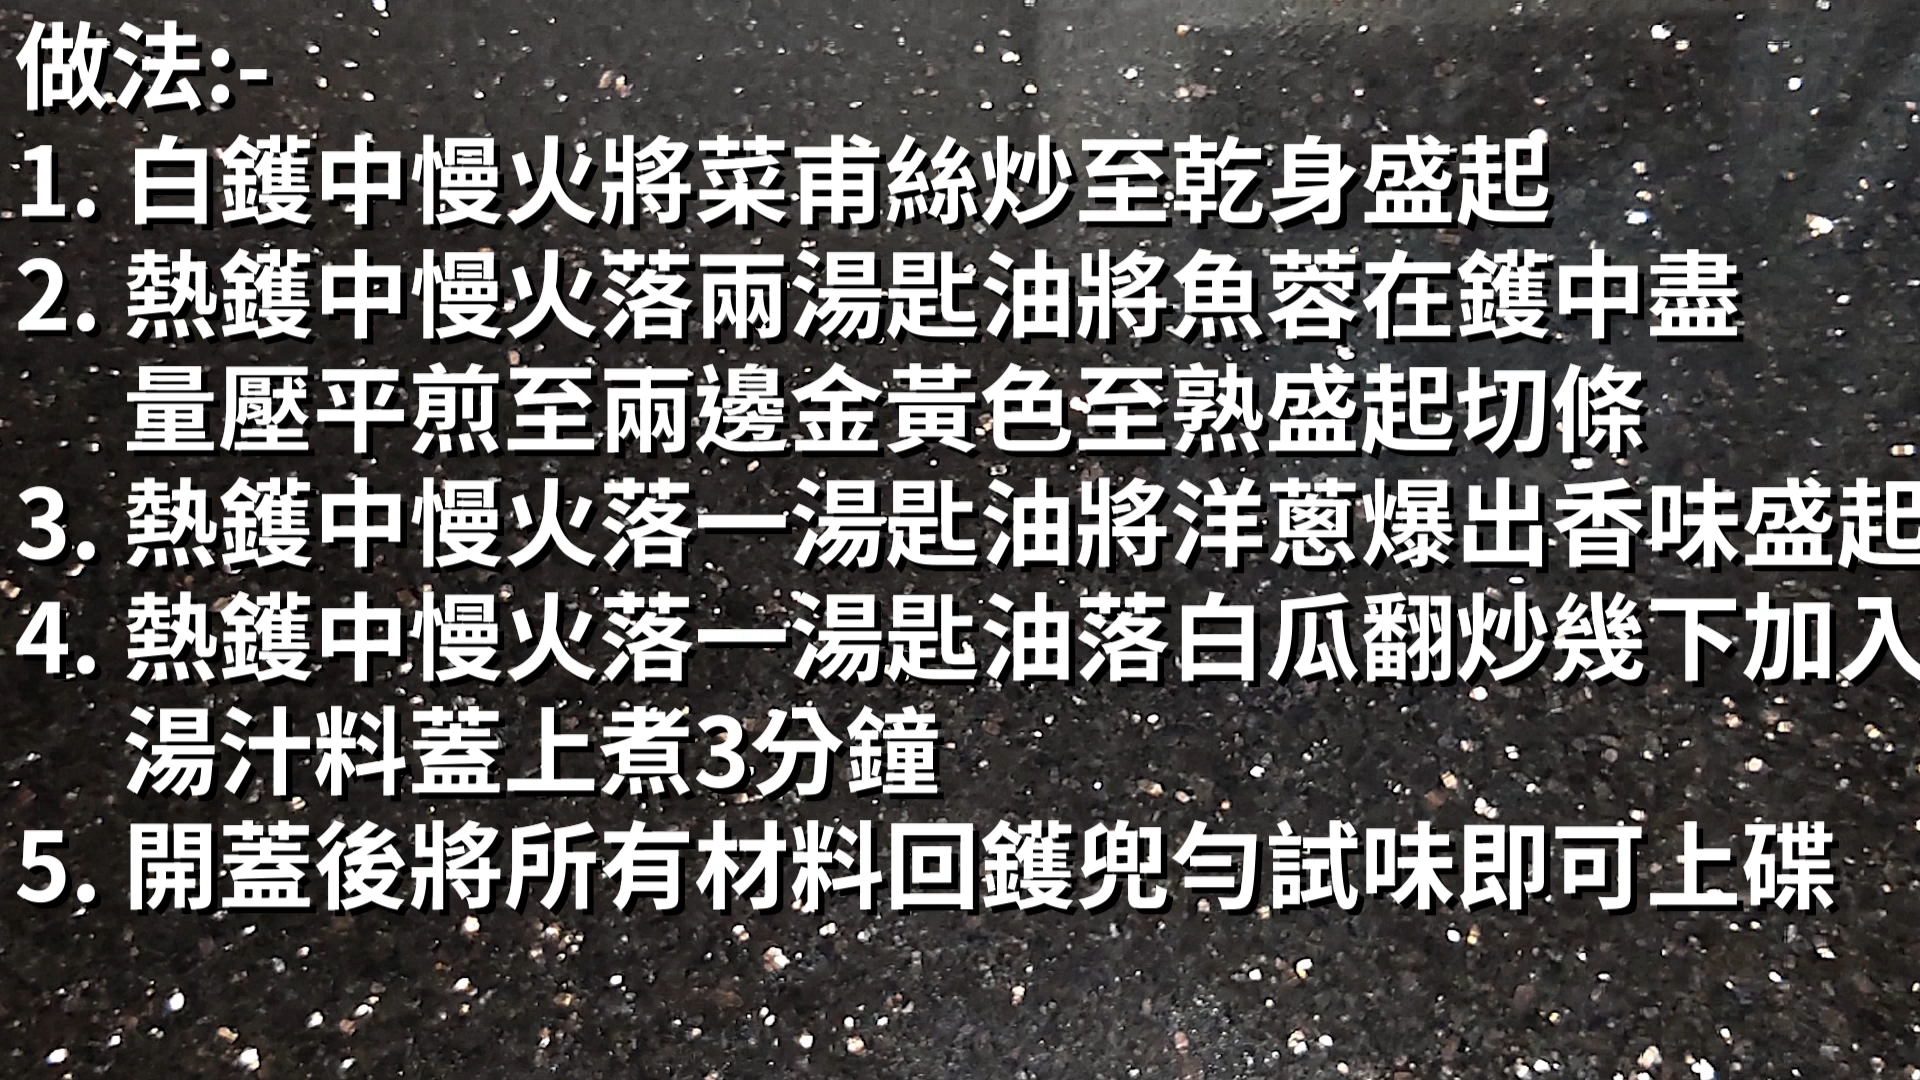 做法:-
1. 白鑊中慢火將菜甫絲炒至乾身盛起
2. 熱鑊中慢火落兩湯匙油將魚蓉在鑊中盡
量壓平煎至兩邊金黃色至熟盛起切條
3. 熱鑊中慢火落一湯匙油將洋蔥爆出香味盛起
4. 熱鑊中慢火落一湯匙油落白瓜翻炒幾下加入
湯汁料蓋上煮3分鐘
5. 開蓋後將所有材料回鑊兜勻試味即可上碟